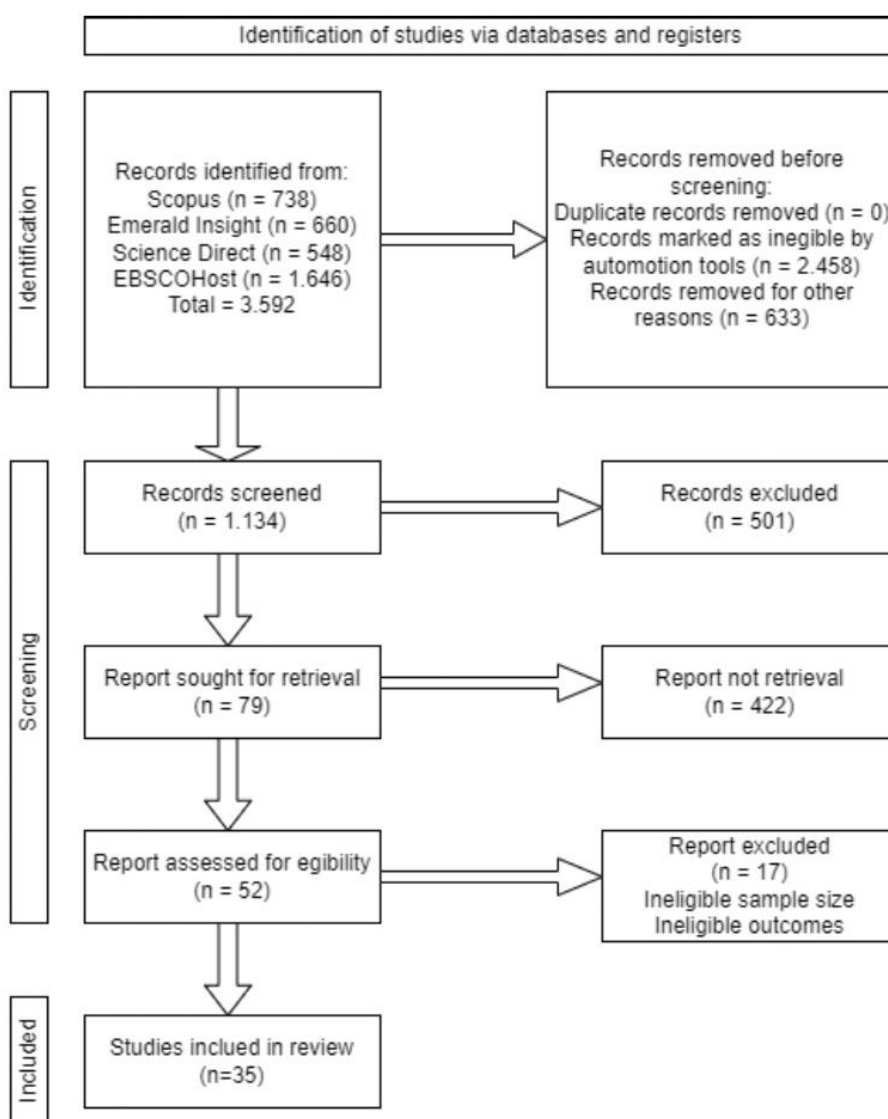 Identification of studies via databases and registers
Identification
Records identified from:
Scopus (n = 738)
Emerald Insight (n = 660)
Science Direct (n = 548)
EBSCOHost (n = 1.646)
Total = 3.592
Records removed before
screening:
Duplicate records removed (n = 0)
Records marked as inegible by
automotion tools (n = 2.458)
Records removed for other
reasons (n = 633)
Screening
Records screened
(n = 1.134)
Records excluded
(n = 501)
Report sought for retrieval
(n = 79)
Report not retrieval
(n = 422)
Report assessed for egibility
(n = 52)
Report excluded
(n = 17)
Ineligible sample size
Ineligible outcomes
Included
Studies inclued in review
(n=35)